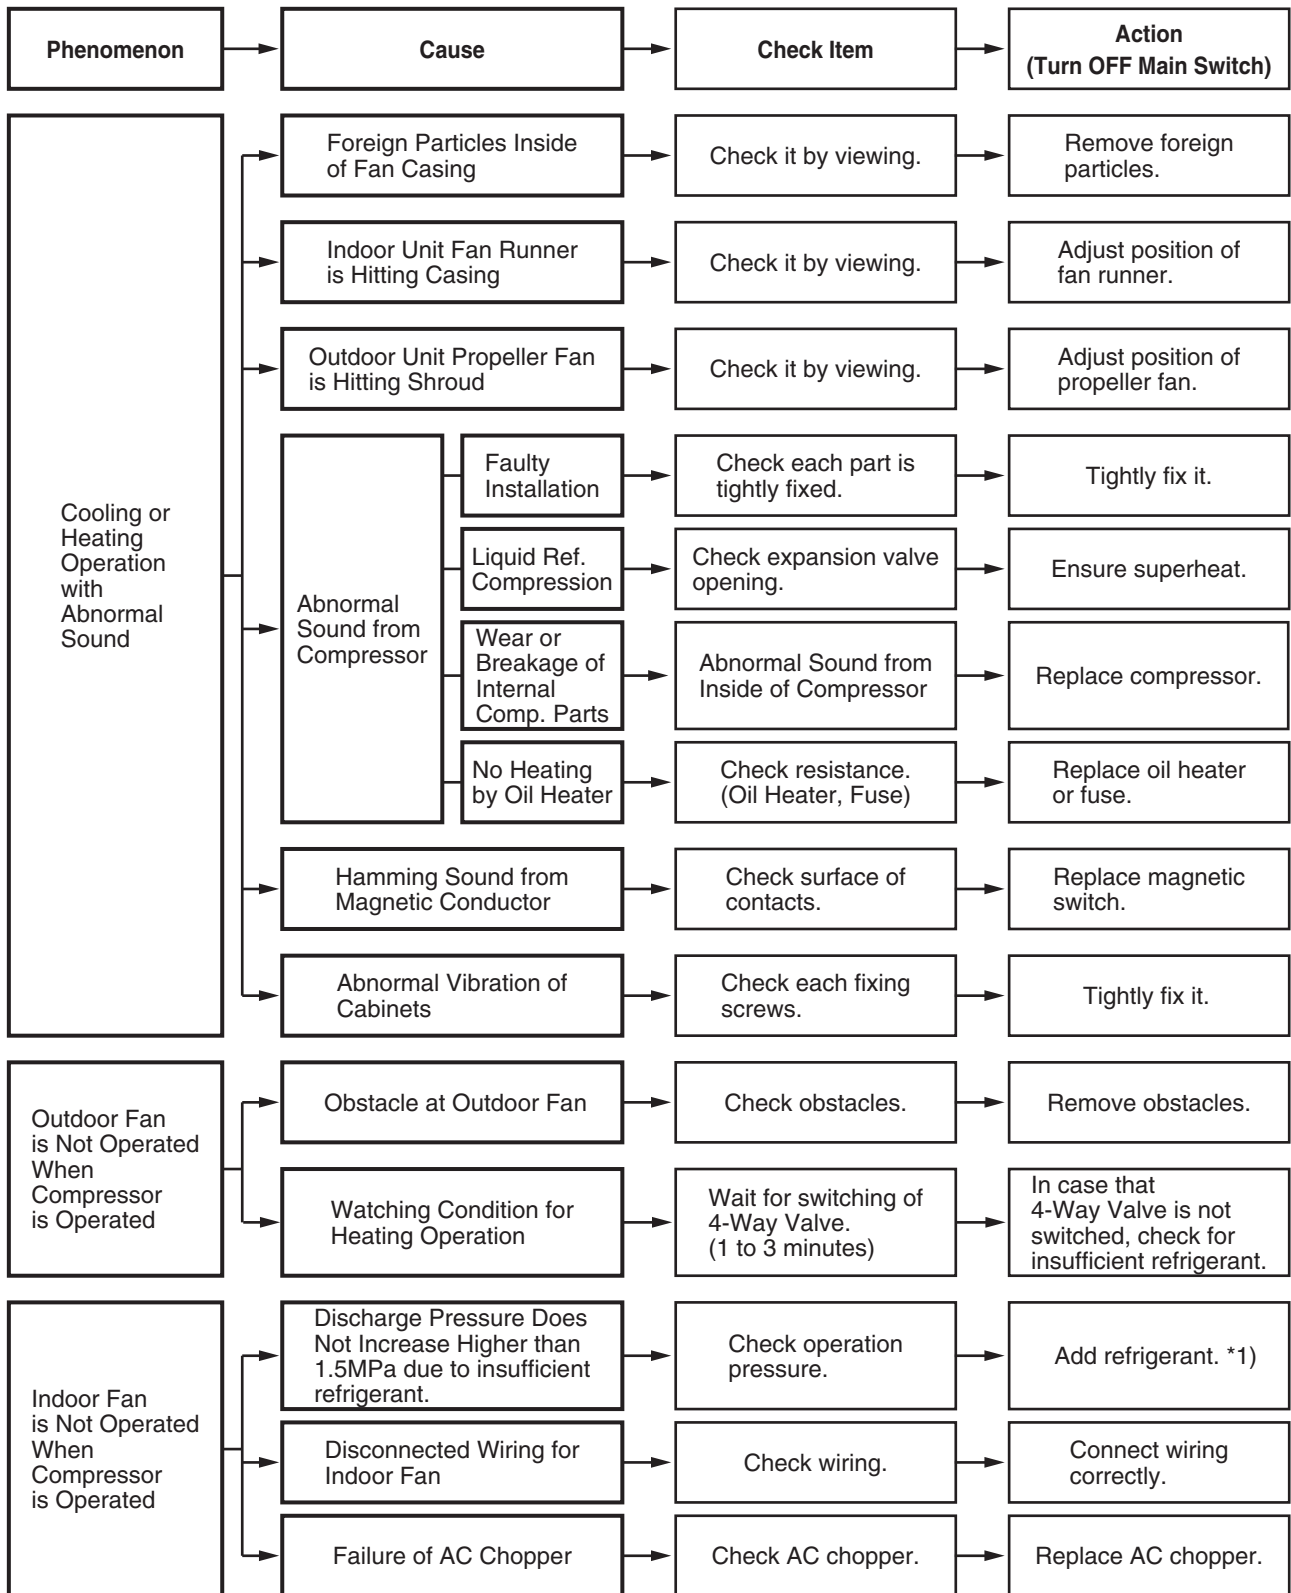 Phenomenon
Cause
Check Item
Action
(Turn OFF Main Switch)
Cooling or
Heating
Operation
with
Abnormal
Sound
Foreign Particles Inside
of Fan Casing
Check it by viewing.
Remove foreign
particles.
Indoor Unit Fan Runner
is Hitting Casing
Check it by viewing.
Adjust position of
fan runner.
Outdoor Unit Propeller Fan
is Hitting Shroud
Check it by viewing.
Adjust position of
propeller fan.
Abnormal
Sound from
Compressor
Faulty
Installation
Check each part is
tightly fixed.
Tightly fix it.
Liquid Ref.
Compression
Check expansion valve
opening.
Ensure superheat.
Wear or
Breakage of
Internal
Comp. Parts
Abnormal Sound from
Inside of Compressor
Replace compressor.
No Heating
by Oil Heater
Check resistance.
(Oil Heater, Fuse)
Replace oil heater
or fuse.
Hamming Sound from
Magnetic Conductor
Check surface of
contacts.
Replace magnetic
switch.
Abnormal Vibration of
Cabinets
Check each fixing
screws.
Tightly fix it.
Outdoor Fan
is Not Operated
When
Compressor
is Operated
Obstacle at Outdoor Fan
Check obstacles.
Remove obstacles.
Watching Condition for
Heating Operation
Wait for switching of
4-Way Valve.
(1 to 3 minutes)
In case that
4-Way Valve is not
switched, check for
insufficient refrigerant.
Indoor Fan
is Not Operated
When
Compressor
is Operated
Discharge Pressure Does
Not Increase Higher than
1.5MPa due to insufficient
refrigerant.
Check operation
pressure.
Add refrigerant. *1)
Disconnected Wiring for
Indoor Fan
Check wiring.
Connect wiring
correctly.
Failure of AC Chopper
Check AC chopper.
Replace AC chopper.